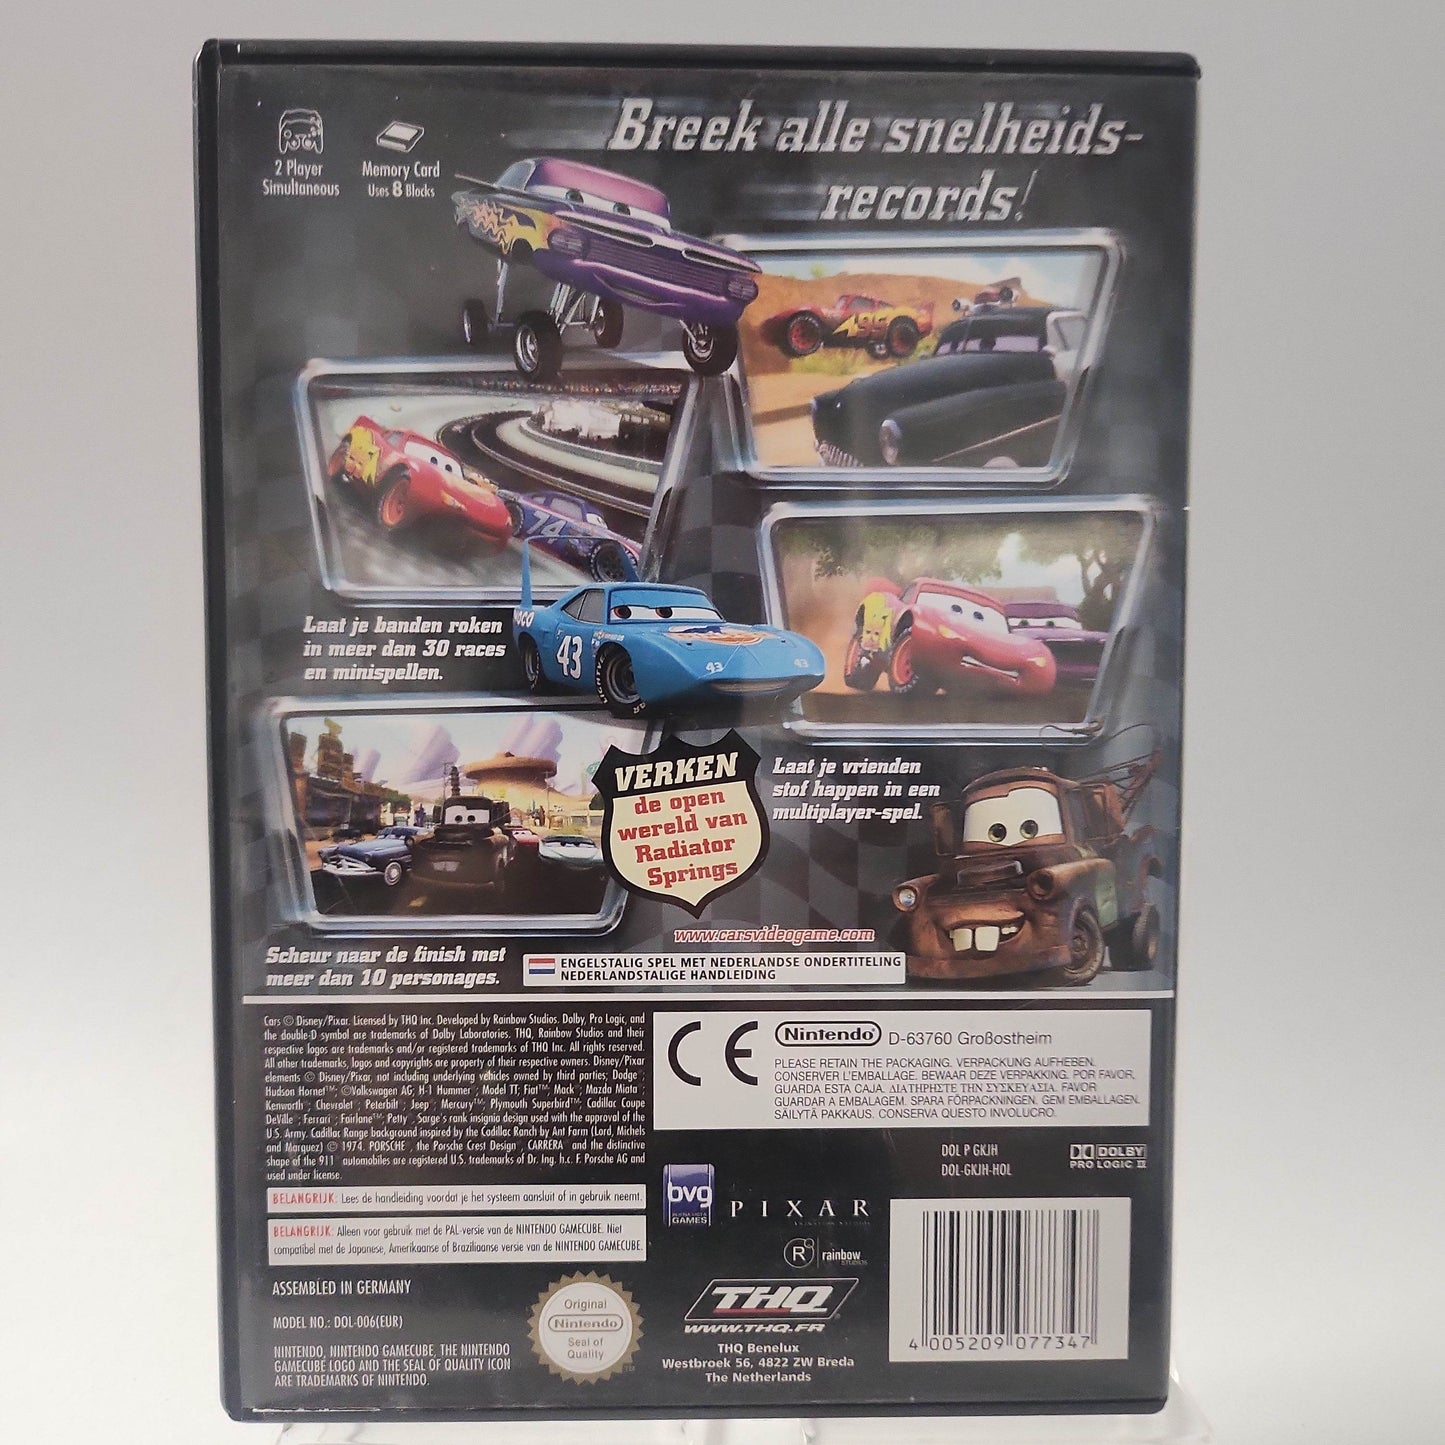 Breek alle snelheids-
records!
2 Player
Simultaneous
Memory Card
Uses 8 Blocks
95
74
Laat je banden roken
in meer dan 30 races
en minispellen.
43
43
43
VERKEN
de open
wereld van
Radiator
Springs
Laat je vrienden
stof happen in een
multiplayer-spel.
Scheur naar de finish met
meer dan 10 personages.
www.carsvideogame.com
ENGELSTALIG SPEL MET NEDERLANDSE ONDERTITELING
NEDERLANDSTALIGE HANDLEIDING
Cars © Disney/Pixar. Licensed by THQ Inc. Developed by Rainbow Studios. Dolby, Pro Logic, and
the double-D symbol are trademarks of Dolby Laboratories. THQ, Rainbow Studios and their
respective logos are trademarks and/or registered trademarks of THQ Inc. All rights reserved.
All other trademarks, logos and copyrights are property of their respective owners. Disney/Pixar
elements © Disney/Pixar, not including underlying vehicles owned by third parties; Dodge;
Hudson Hornet™; ©Volkswagen AG; H-1 Hummer; Model TT; Fiat™; Mack; Mazda Miata;
Kenworth; Chevrolet; Peterbilt; Jeep; Mercury™; Plymouth Superbird™; Cadillac Coupe
DeVille; Ferrari; Fairlane™; Petty; Sarge's rank insignia design used with the approval of the
U.S. Army. Cadillac Range background inspired by the Cadillac Ranch by Ant Farm (Lord, Michels
and Marquez) © 1974. PORSCHE, the Porsche Crest Design, CARRERA and the distinctive
shape of the 911 automobiles are registered U.S. trademarks of Dr. Ing. h.c. F. Porsche AG and
used under license.
BELANGRIJK: Lees de handleiding voordat je het systeem aansluit of in gebruik neemt.
BELANGRIJK: Alleen voor gebruik met de PAL-versie van de NINTENDO GAMECUBE. Niet
compatibel met de Japanse, Amerikaanse of Braziliaanse versie van de NINTENDO GAMECUBE.
ASSEMBLED IN GERMANY
MODEL NO.: DOL-006(EUR)
NINTENDO, NINTENDO GAMECUBE, THE NINTENDO
GAMECUBE LOGO AND THE SEAL OF QUALITY ICON
ARE TRADEMARKS OF NINTENDO.
Original
Nintendo
Seal of
Quality
CE Nintendo D-63760 Großostheim
PLEASE RETAIN THE PACKAGING. VERPACKUNG AUFHEBEN.
CONSERVER L'EMBALLAGE. BEWAAR DEZE VERPAKKING. POR FAVOR,
GUARDA ESTA CAJA. ΔΙΑΤΗΡΗΣΤΕ ΤΗΝ ΣΥΣΚΕΥΑΣΙΑ. FAVOR
GUARDAR A EMBALAGEM. SPARA FÖRPACKNINGEN. GEM EMBALLAGEN.
SÄILYTÄ PAKKAUS. CONSERVA QUESTO INVOLUCRO.
DOL P GKJH
DOL-GKJH-HOL
DOLBY
PRO LOGIC II
bvg
BUENA VISTA
GAMES
PIXAR
ANIMATION STUDIOS
R rainbow
STUDIOS
THQ
WWW.THQ.FR
THQ Benelux
Westbroek 56, 4822 ZW Breda
The Netherlands
4 005209 077347